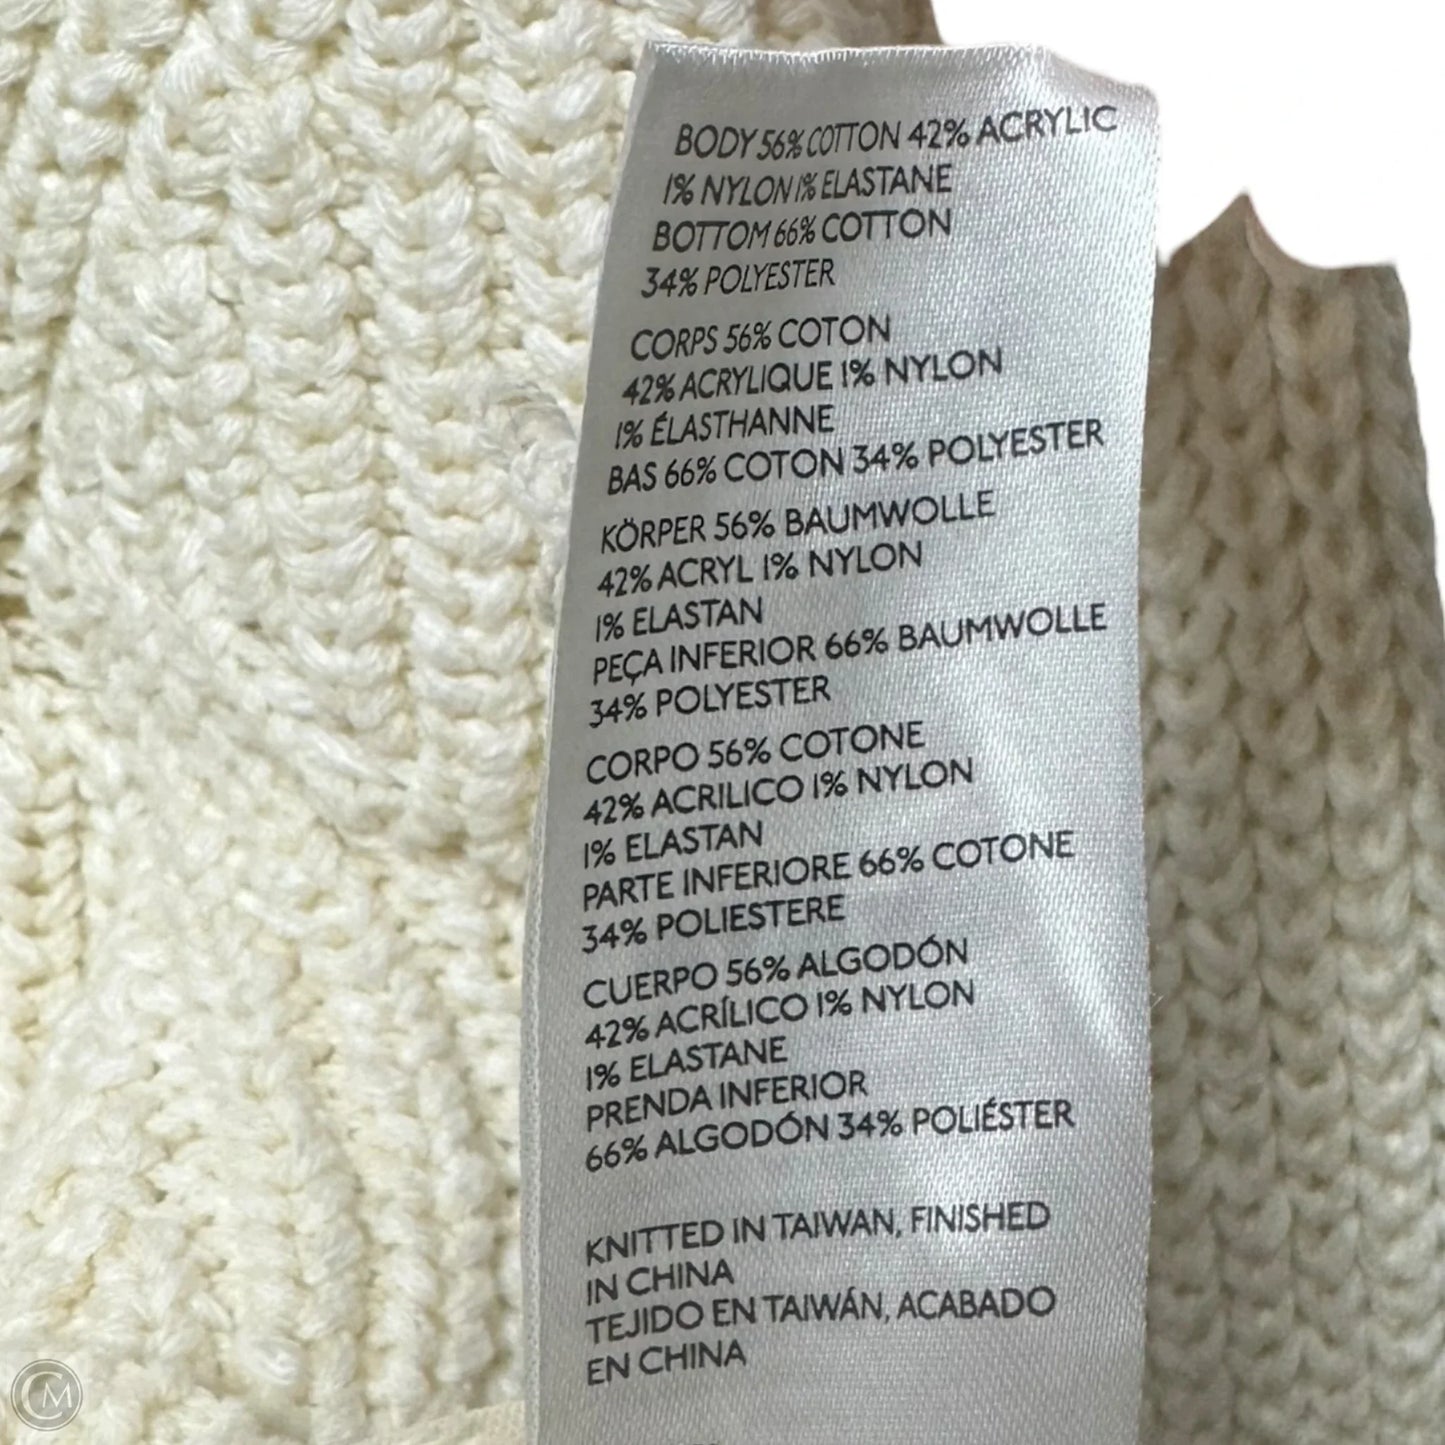 BODY 56% COTTON 42% ACRYLIC
1% NYLON 1% ELASTANE
BOTTOM 66% COTTON
34% POLYESTER
CORPS 56% COTON
42% ACRYLIQUE 1% NYLON
1% ÉLASTHANNE
BAS 66% COTON 34% POLYESTER
KÖRPER 56% BAUMWOLLE
42% ACRYL 1% NYLON
1% ELASTAN
PEÇA INFERIOR 66% BAUMWOLLE
34% POLYESTER
CORPO 56% COTONE
42% ACRILICO 1% NYLON
1% ELASTAN
PARTE INFERIORE 66% COTONE
34% POLIESTERE
CUERPO 56% ALGODÓN
42% ACRÍLICO 1% NYLON
1% ELASTANE
PRENDA INFERIOR
66% ALGODÓN 34% POLIÉSTER
KNITTED IN TAIWAN, FINISHED
IN CHINA
TEJIDO EN TAIWÁN, ACABADO
EN CHINA
CM